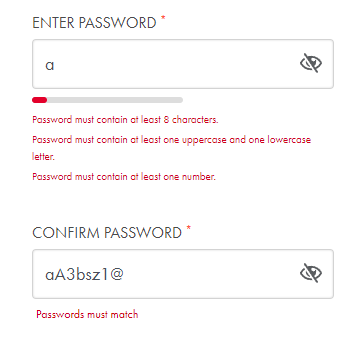 ENTER PASSWORD *
a
Password must contain at least 8 characters.
Password must contain at least one uppercase and one lowercase
letter.
Password must contain at least one number.
CONFIRM PASSWORD *
aA3bsz1@
Passwords must match